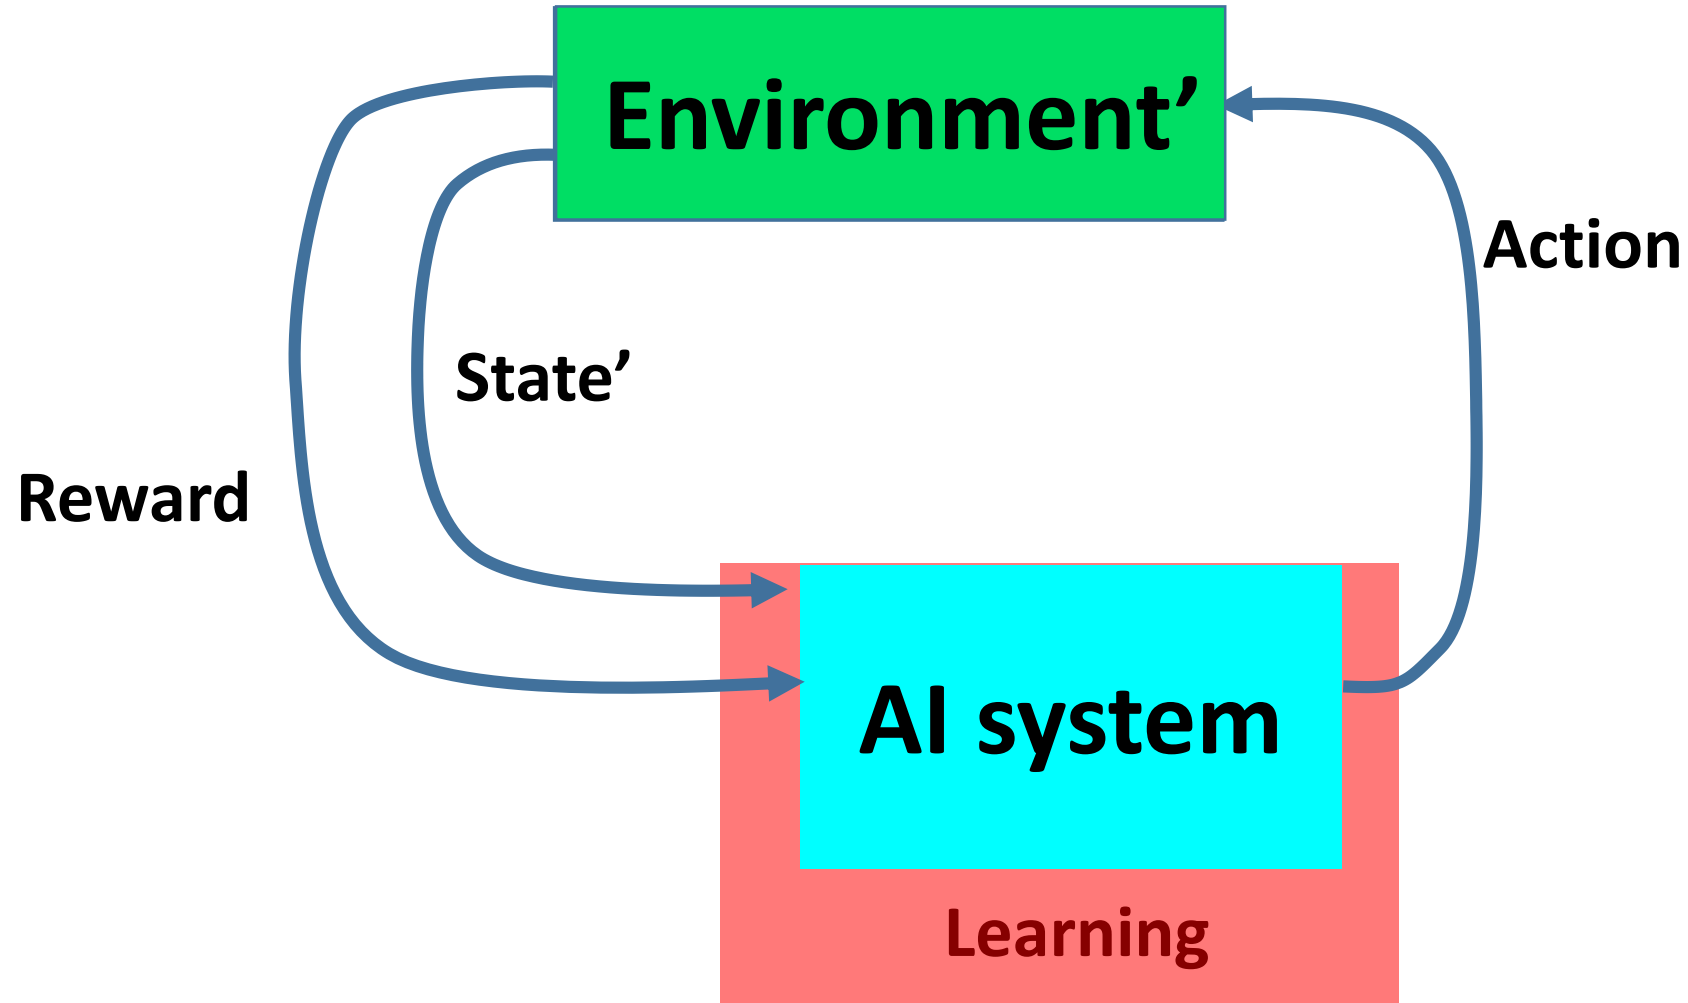 Environment’
Action
State’
Reward
AI system
Learning